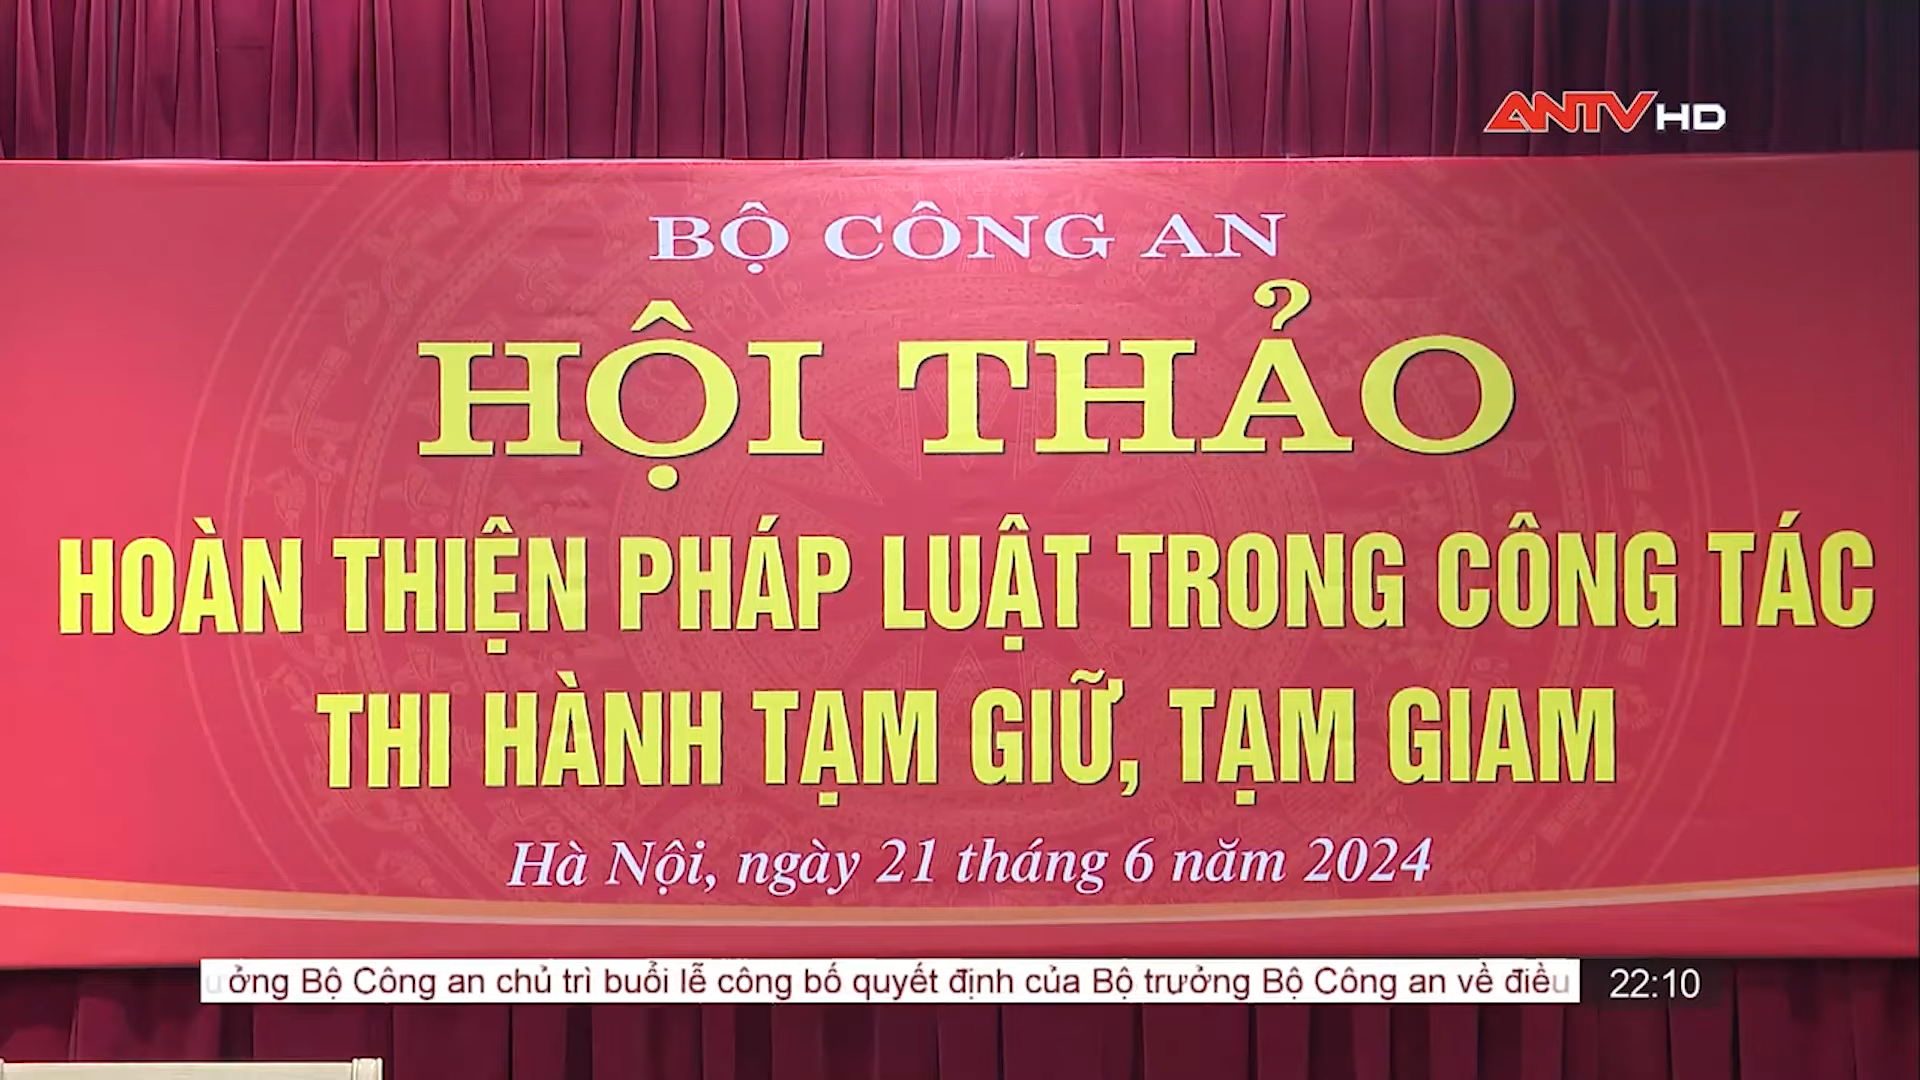 ANTV HD
BỘ CÔNG AN
HỘI THẢO
HOÀN THIỆN PHÁP LUẬT TRONG CÔNG TÁC
THI HÀNH TẠM GIỮ, TẠM GIAM
Hà Nội, ngày 21 tháng 6 năm 2024
ưởng Bộ Công an chủ trì buổi lễ công bố quyết định của Bộ trưởng Bộ Công an về điều
22:10